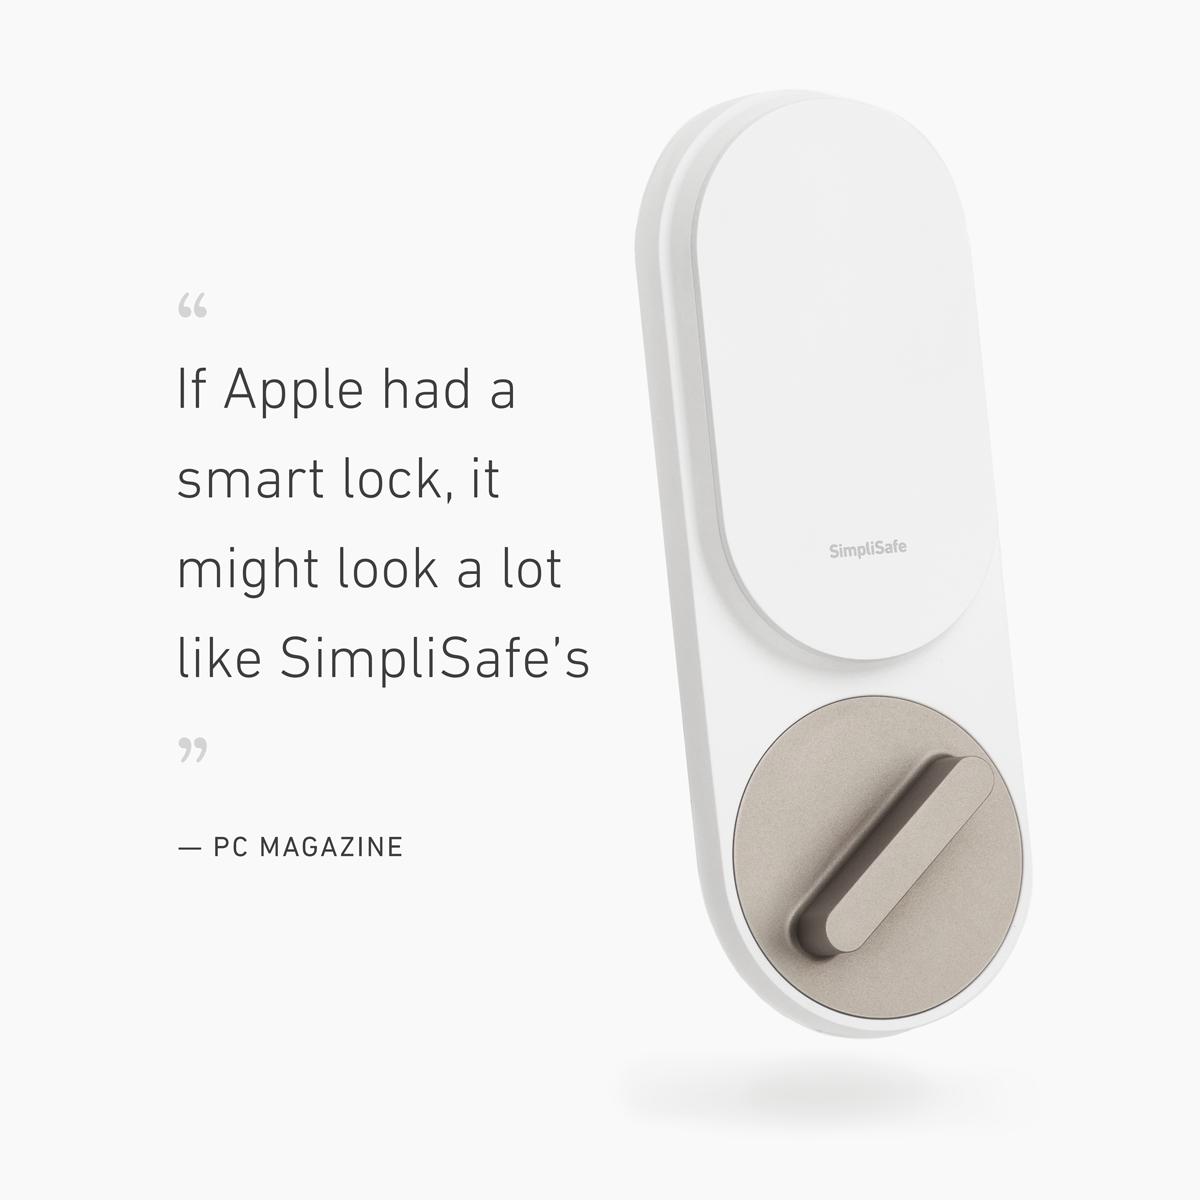 “
If Apple had a
smart lock, it
might look a lot
like SimpliSafe’s
”
— PC MAGAZINE
SimpliSafe